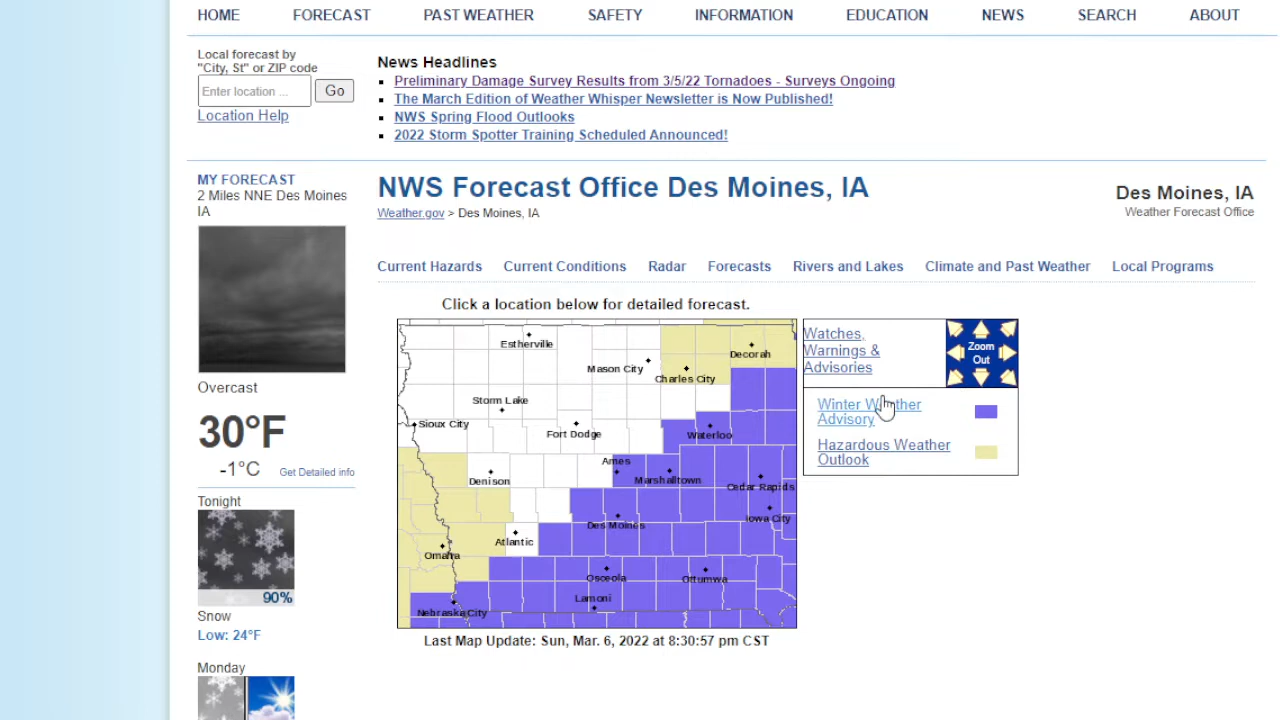 HOME FORECAST PAST WEATHER SAFETY INFORMATION EDUCATION NEWS SEARCH ABOUT
Local forecast by
"City, St" or ZIP code
Enter location ... Go
Location Help
News Headlines
Preliminary Damage Survey Results from 3/5/22 Tornadoes - Surveys Ongoing
The March Edition of Weather Whisper Newsletter is Now Published!
NWS Spring Flood Outlooks
2022 Storm Spotter Training Scheduled Announced!
MY FORECAST
2 Miles NNE Des Moines
IA
Overcast
30°F
-1°C Get Detailed info
Tonight
90%
Snow
Low: 24°F
Monday
NWS Forecast Office Des Moines, IA
Weather.gov > Des Moines, IA
Des Moines, IA
Weather Forecast Office
Current Hazards Current Conditions Radar Forecasts Rivers and Lakes Climate and Past Weather Local Programs
Click a location below for detailed forecast.
Estherville
Decorah
Mason City
Charles City
Storm Lake
Sioux City
Fort Dodge
Waterloo
Ames
Denison
Marshalltown
Cedar Rapids
Iowa City
Des Moines
Atlantic
Omaha
Osceola
Ottumwa
Lamoni
Nebraska City
Last Map Update: Sun, Mar. 6, 2022 at 8:30:57 pm CST
Watches,
Warnings &
Advisories
Zoom
Out
Winter Weather
Advisory
Hazardous Weather
Outlook